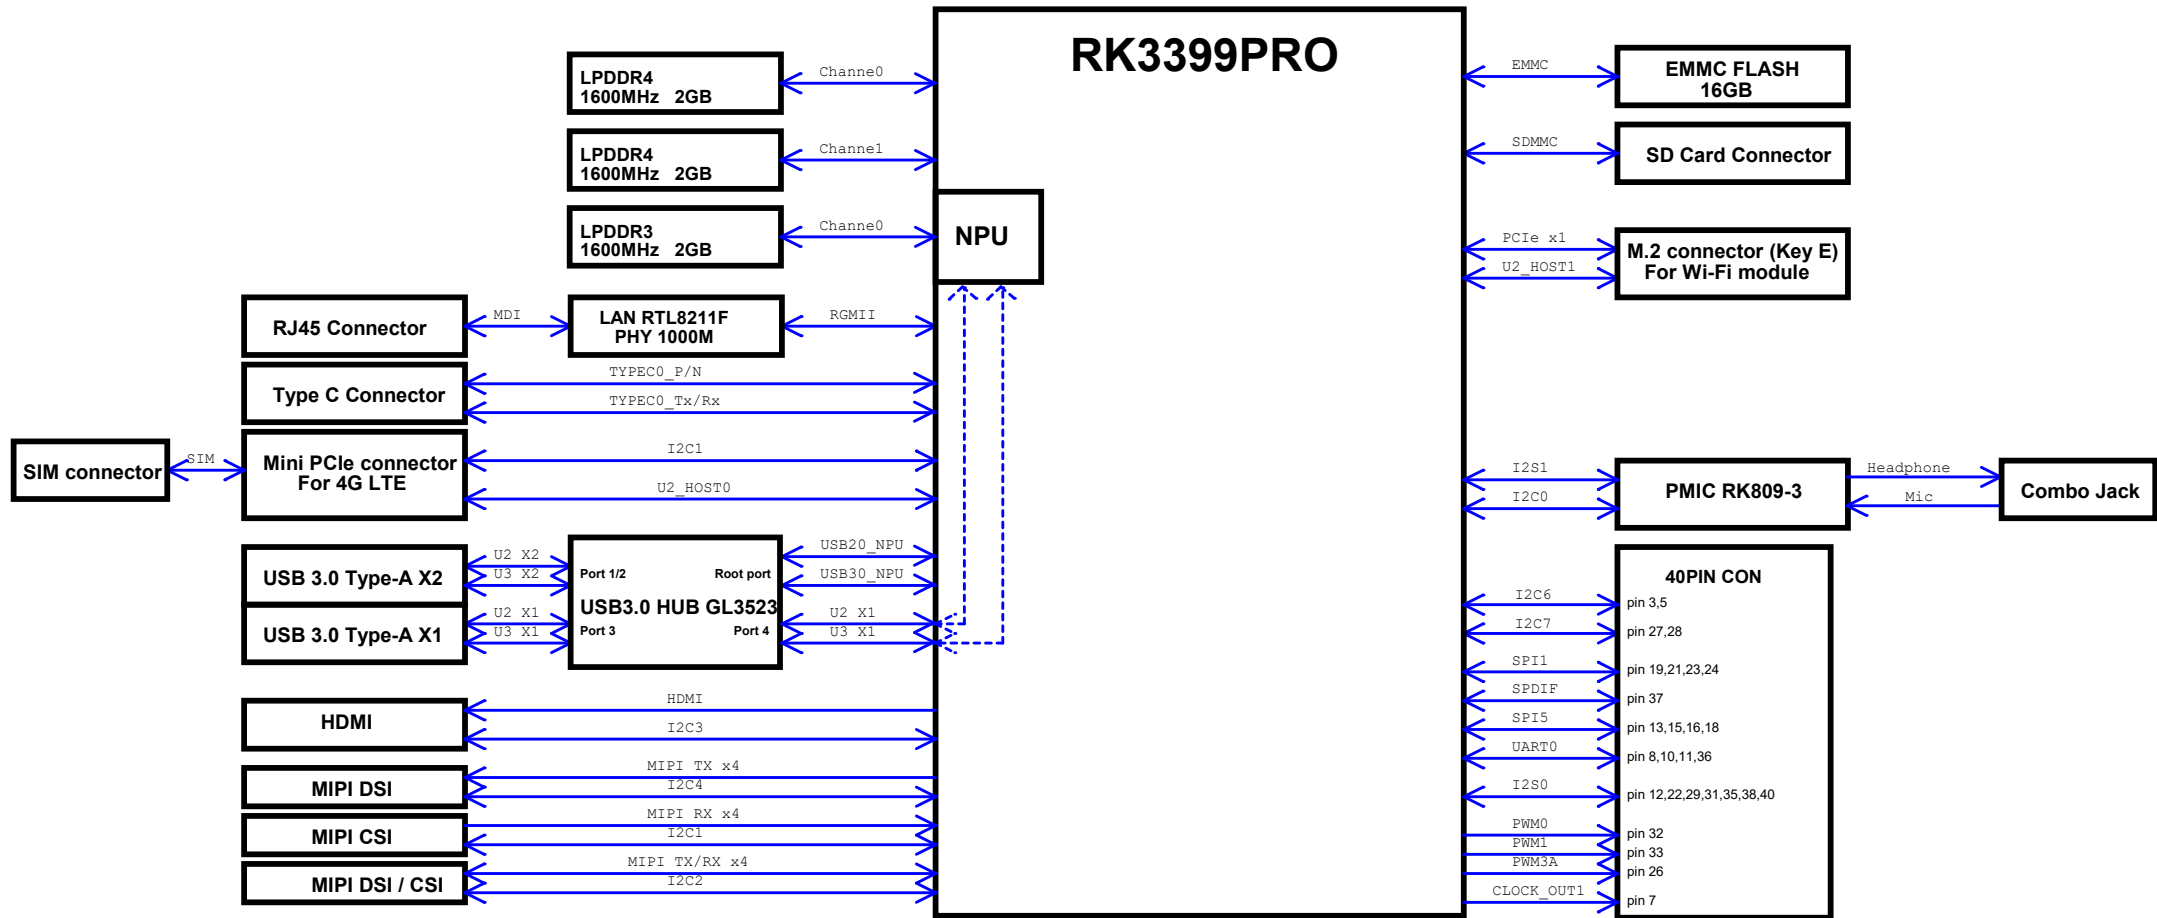 RK3399PRO
LPDDR4
1600MHz 2GB
Channe0
LPDDR4
1600MHz 2GB
Channe1
LPDDR3
1600MHz 2GB
Channe0
NPU
RJ45 Connector
MDI
LAN RTL8211F
PHY 1000M
RGMII
Type C Connector
TYPEC0_P/N
TYPEC0_Tx/Rx
SIM connector
SIM
Mini PCIe connector
For 4G LTE
I2C1
U2_HOST0
USB 3.0 Type-A X2
U2 X2
U3 X2
USB 3.0 Type-A X1
U2 X1
U3 X1
Port 1/2
Root port
USB3.0 HUB GL3523
Port 3
Port 4
USB20_NPU
USB30_NPU
U2 X1
U3 X1
HDMI
HDMI
I2C3
MIPI DSI
MIPI TX x4
I2C4
MIPI CSI
MIPI RX x4
I2C1
MIPI DSI / CSI
MIPI TX/RX x4
I2C2
EMMC
EMMC FLASH
16GB
SDMMC
SD Card Connector
PCIe x1
U2_HOST1
M.2 connector (Key E)
For Wi-Fi module
I2S1
I2C0
PMIC RK809-3
Headphone
Mic
Combo Jack
40PIN CON
I2C6
pin 3,5
I2C7
pin 27,28
SPI1
pin 19,21,23,24
SPDIF
pin 37
SPI5
pin 13,15,16,18
UART0
pin 8,10,11,36
I2S0
pin 12,22,29,31,35,38,40
PWM0
pin 32
PWM1
pin 33
PWM3A
pin 26
CLOCK_OUT1
pin 7